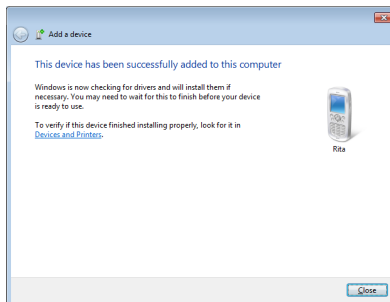 Add a device
This device has been successfully added to this computer
Windows is now checking for drivers and will install them if
necessary. You may need to wait for this to finish before your device
is ready to use.
To verify if this device finished installing properly, look for it in
Devices and Printers.
Rita
Close